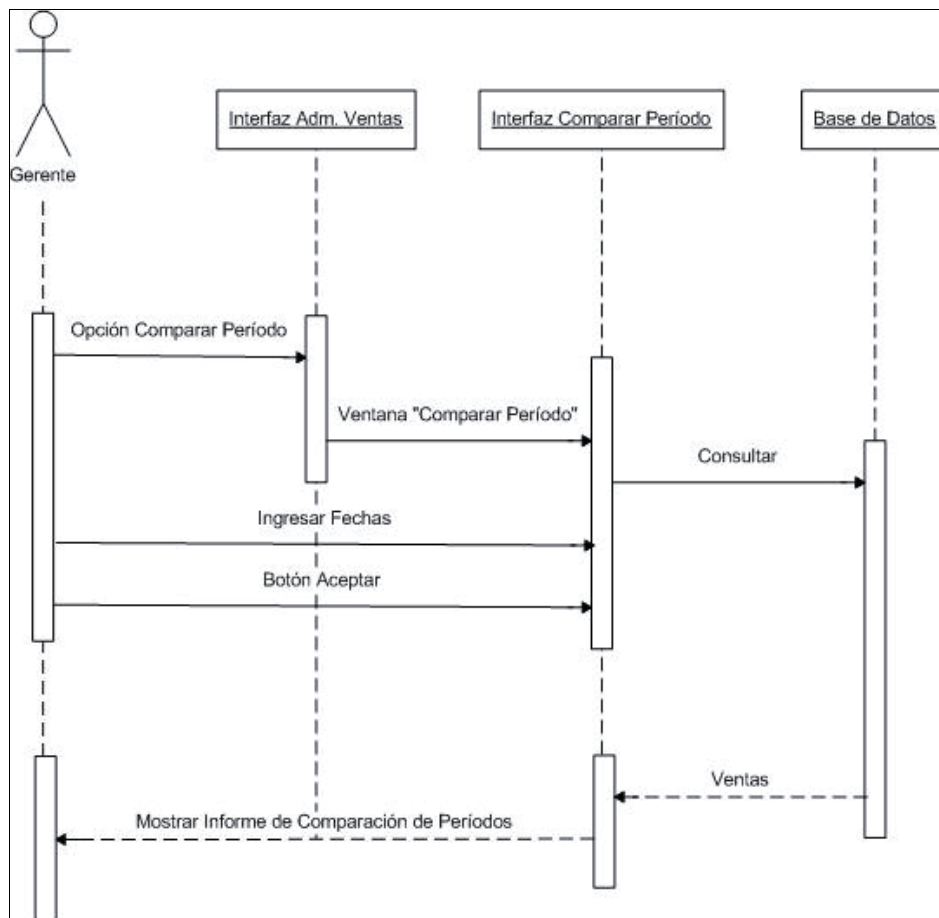 Gerente
Interfaz Adm. Ventas
Interfaz Comparar Período
Base de Datos
Opción Comparar Período
Ventana "Comparar Período"
Consultar
Ingresar Fechas
Botón Aceptar
Ventas
Mostrar Informe de Comparación de Períodos